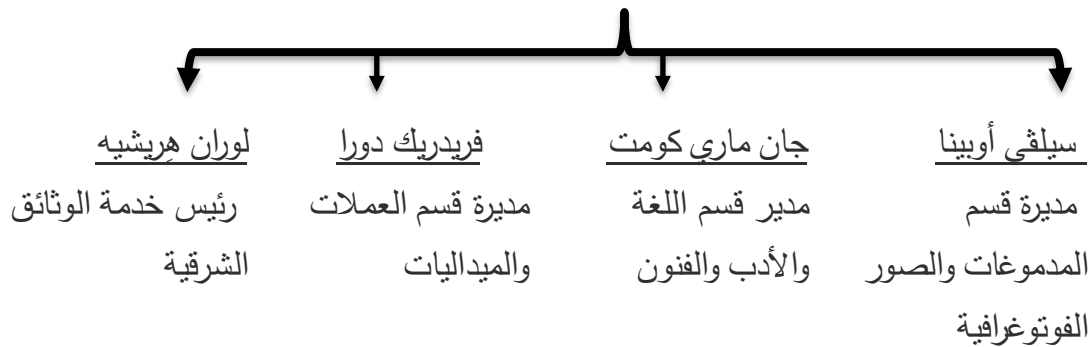 سيلڤي أوبينا
مديرة قسم
المدموغات والصور
الفوتوغرافية
جان ماري كومت
مدير قسم اللغة
والأدب والفنون
فريدريك دورا
مديرة قسم العملات
والميداليات
لوران هِريشيه
رئيس خدمة الوثائق
الشرقية